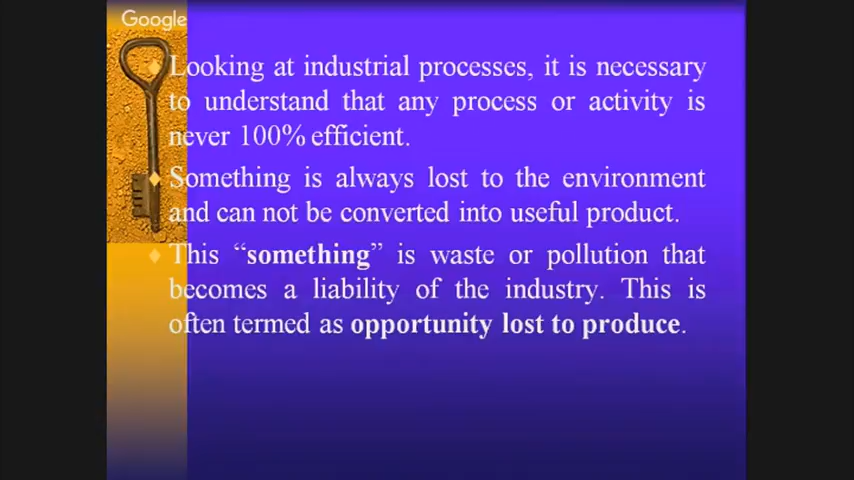 Google
Looking at industrial processes, it is necessary
to understand that any process or activity is
never 100% efficient.
Something is always lost to the environment
and can not be converted into useful product.
This “something” is waste or pollution that
becomes a liability of the industry. This is
often termed as opportunity lost to produce.